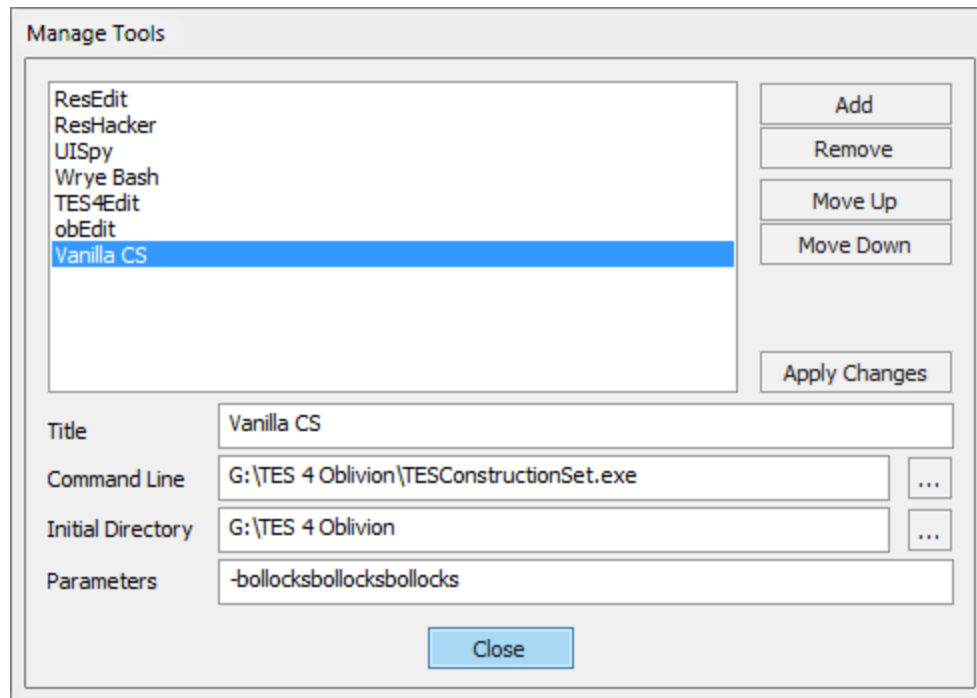 Manage Tools
ResEdit
ResHacker
UISpy
Wrye Bash
TES4Edit
obEdit
Vanilla CS
Add
Remove
Move Up
Move Down
Apply Changes
Title
Vanilla CS
Command Line
G:\TES 4 Oblivion\TESConstructionSet.exe
...
Initial Directory
G:\TES 4 Oblivion
...
Parameters
-bollocksbollocksbollocks
Close